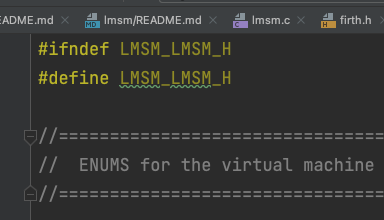 EADME.md × lmsm/README.md × lmsm.c × firth.h
#ifndef LMSM_LMSM_H
#define LMSM_LMSM_H
//================================
// ENUMS for the virtual machine
//================================